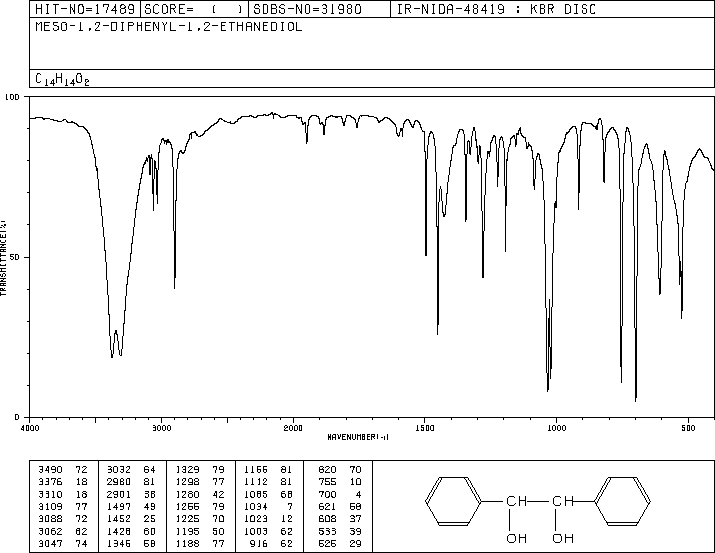 HIT-NO=17489 SCORE= ( ) SDBS-NO=31980 IR-NIDA-48419 : KBR DISC
MESO-1,2-DIPHENYL-1,2-ETHANEDIOL
C14H14O2
100
50
0
TRANSMITTANCE(%)
4000 3000 2000 1500 1000 500
WAVENUMBER(-1)
3490 72 3032 64 1329 79 1155 81 820 70
3376 18 2980 81 1298 77 1112 81 755 10
3310 18 2901 38 1280 42 1085 68 700 4
3109 77 1497 49 1255 79 1034 7 621 58
3088 72 1452 25 1225 70 1023 12 608 37
3062 62 1428 60 1195 50 1003 62 533 39
3047 74 1345 58 1188 77 916 62 525 29
CH CH
OH OH